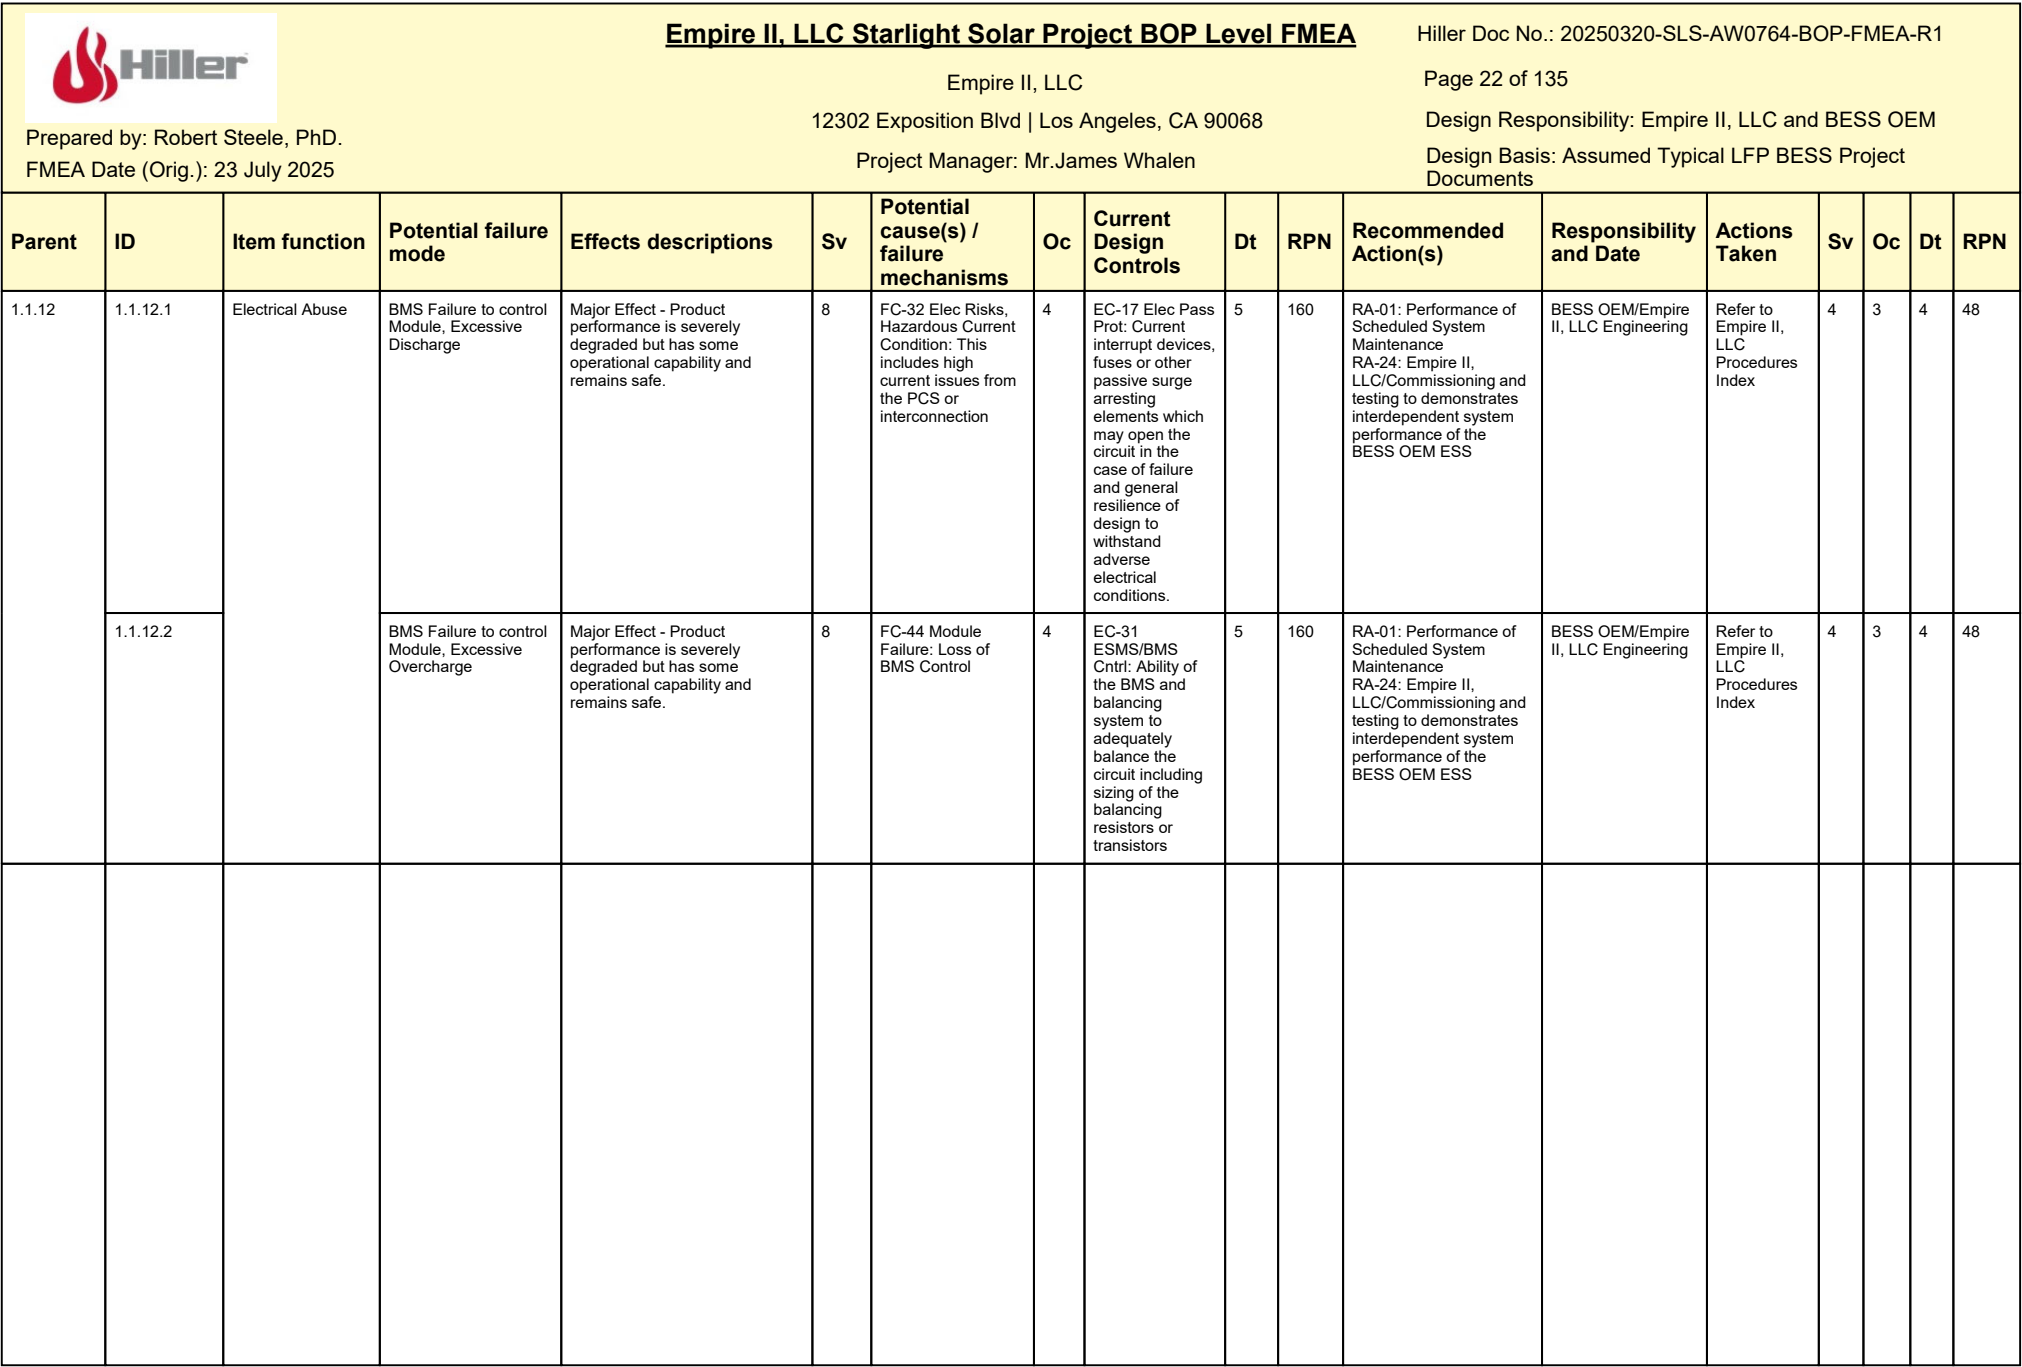 Hiller
Prepared by: Robert Steele, PhD.
FMEA Date (Orig.): 23 July 2025
Empire II, LLC Starlight Solar Project BOP Level FMEA
Empire II, LLC
12302 Exposition Blvd | Los Angeles, CA 90068
Project Manager: Mr.James Whalen
Hiller Doc No.: 20250320-SLS-AW0764-BOP-FMEA-R1
Page 22 of 135
Design Responsibility: Empire II, LLC and BESS OEM
Design Basis: Assumed Typical LFP BESS Project
Documents
Parent
ID
Item function
Potential failure
mode
Effects descriptions
Sv
Potential
cause(s) /
failure
mechanisms
Oc
Current
Design
Controls
Dt
RPN
Recommended
Action(s)
Responsibility
and Date
Actions
Taken
Sv
Oc
Dt
RPN
1.1.12
1.1.12.1
Electrical Abuse
BMS Failure to control
Module, Excessive
Discharge
Major Effect - Product
performance is severely
degraded but has some
operational capability and
remains safe.
8
FC-32 Elec Risks,
Hazardous Current
Condition: This
includes high
current issues from
the PCS or
interconnection
4
EC-17 Elec Pass
Prot: Current
interrupt devices,
fuses or other
passive surge
arresting
elements which
may open the
circuit in the
case of failure
and general
resilience of
design to
withstand
adverse
electrical
conditions.
5
160
RA-01: Performance of
Scheduled System
Maintenance
RA-24: Empire II,
LLC/Commissioning and
testing to demonstrates
interdependent system
performance of the
BESS OEM ESS
BESS OEM/Empire
II, LLC Engineering
Refer to
Empire II,
LLC
Procedures
Index
4
3
4
48
1.1.12.2
BMS Failure to control
Module, Excessive
Overcharge
Major Effect - Product
performance is severely
degraded but has some
operational capability and
remains safe.
8
FC-44 Module
Failure: Loss of
BMS Control
4
EC-31
ESMS/BMS
Cntrl: Ability of
the BMS and
balancing
system to
adequately
balance the
circuit including
sizing of the
balancing
resistors or
transistors
5
160
RA-01: Performance of
Scheduled System
Maintenance
RA-24: Empire II,
LLC/Commissioning and
testing to demonstrates
interdependent system
performance of the
BESS OEM ESS
BESS OEM/Empire
II, LLC Engineering
Refer to
Empire II,
LLC
Procedures
Index
4
3
4
48